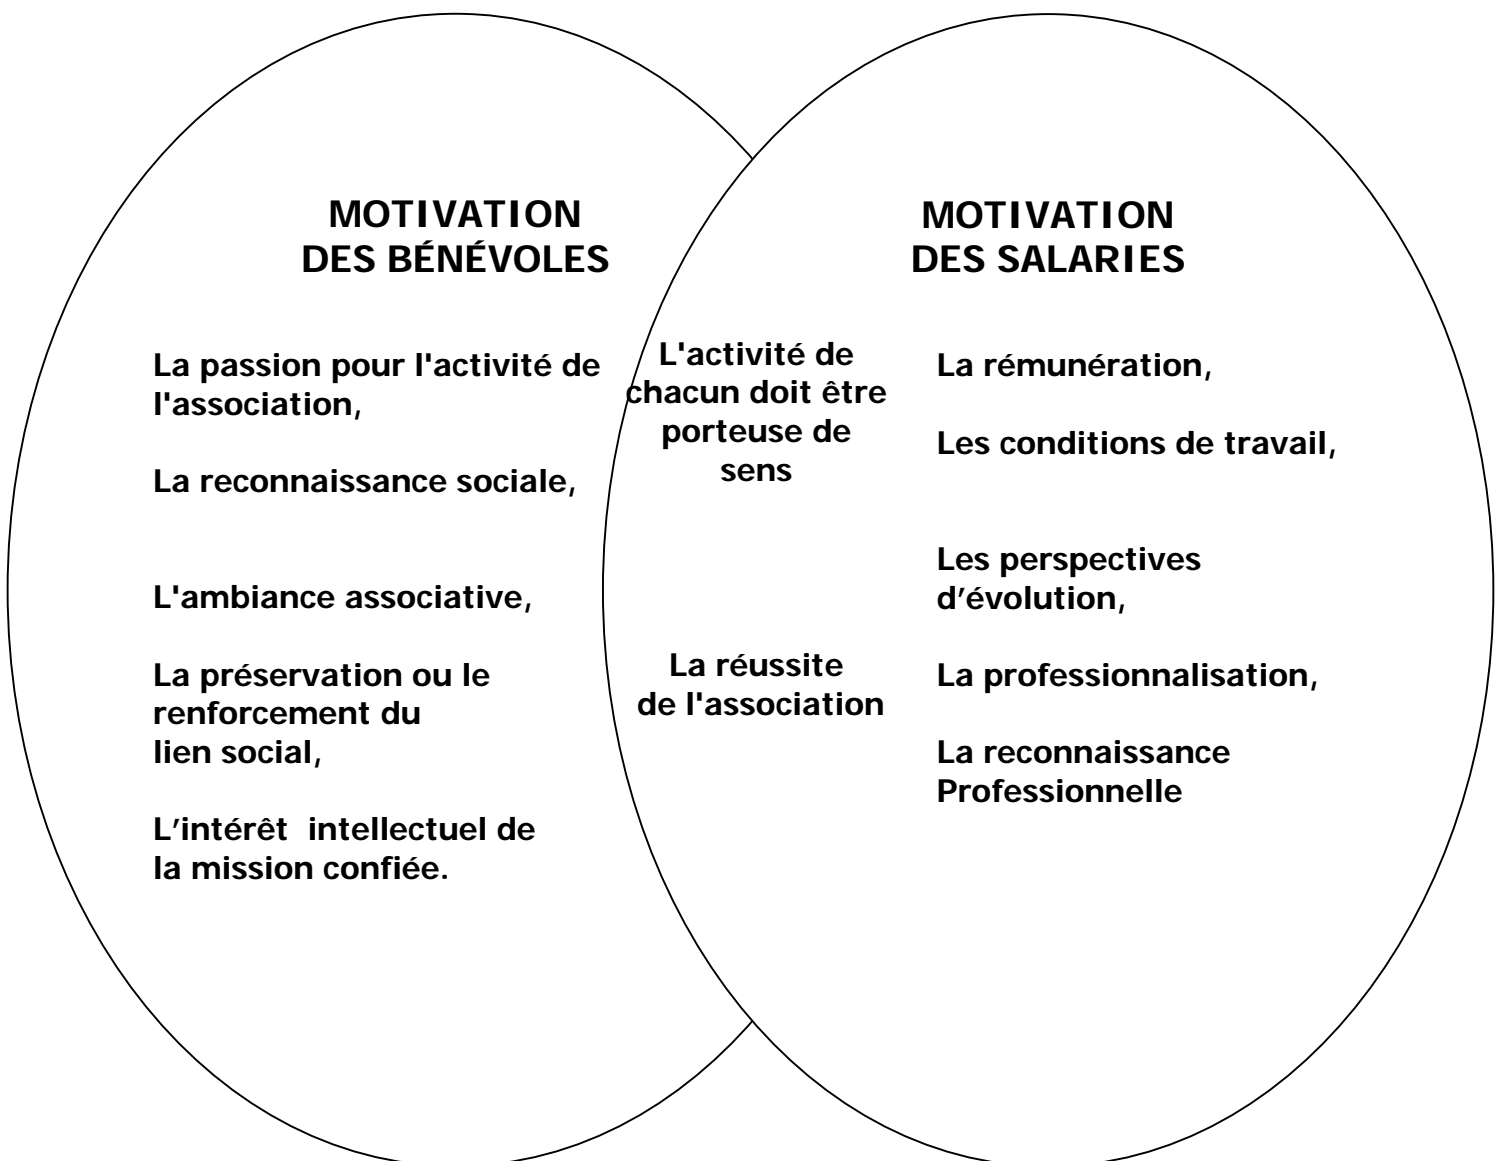 MOTIVATION
DES BÉNÉVOLES
La passion pour l'activité de
l'association,
La reconnaissance sociale,
L'ambiance associative,
La préservation ou le
renforcement du
lien social,
L’intérêt  intellectuel de
la mission confiée.
L'activité de
chacun doit être
porteuse de
sens
La réussite
de l'association
MOTIVATION
DES SALARIES
La rémunération,
Les conditions de travail,
Les perspectives
d’évolution,
La professionnalisation,
La reconnaissance
Professionnelle